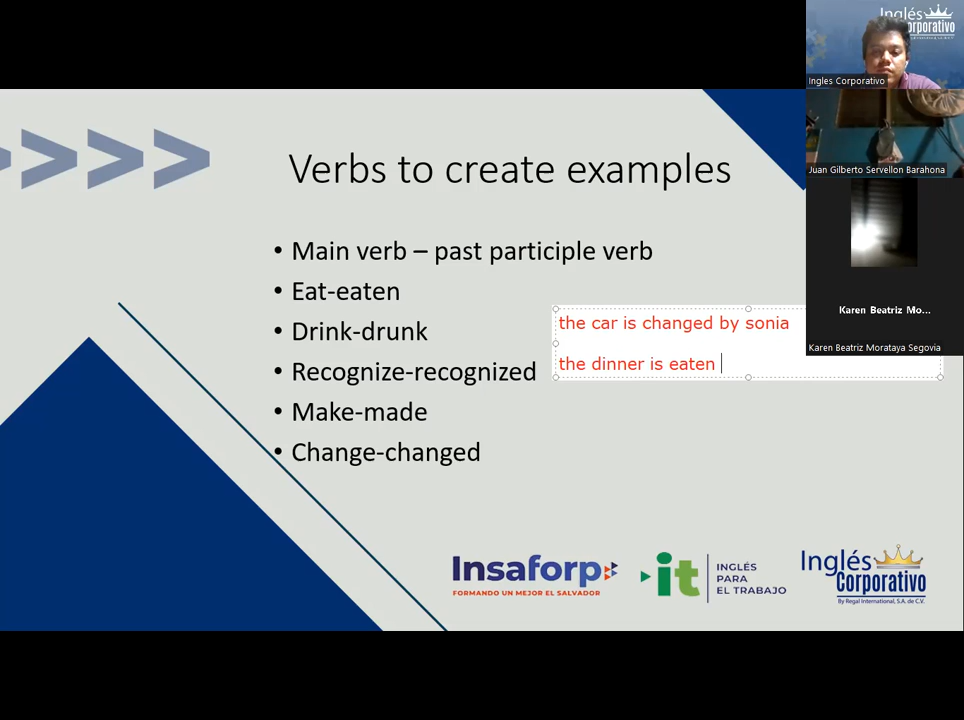 Inglés
Corporativo
Ingles Corporativo
Juan Gilberto Servellon Barahona
Karen Beatriz Mo...
Karen Beatriz Morataya Segovia
Verbs to create examples
• Main verb – past participle verb
• Eat-eaten
• Drink-drunk
• Recognize-recognized
• Make-made
• Change-changed
the car is changed by sonia
the dinner is eaten
Insaforp
FORMANDO UN MEJOR EL SALVADOR
it
INGLÉS
PARA
EL TRABAJO
Inglés
Corporativo
By Regal International, S.A. de C.V.